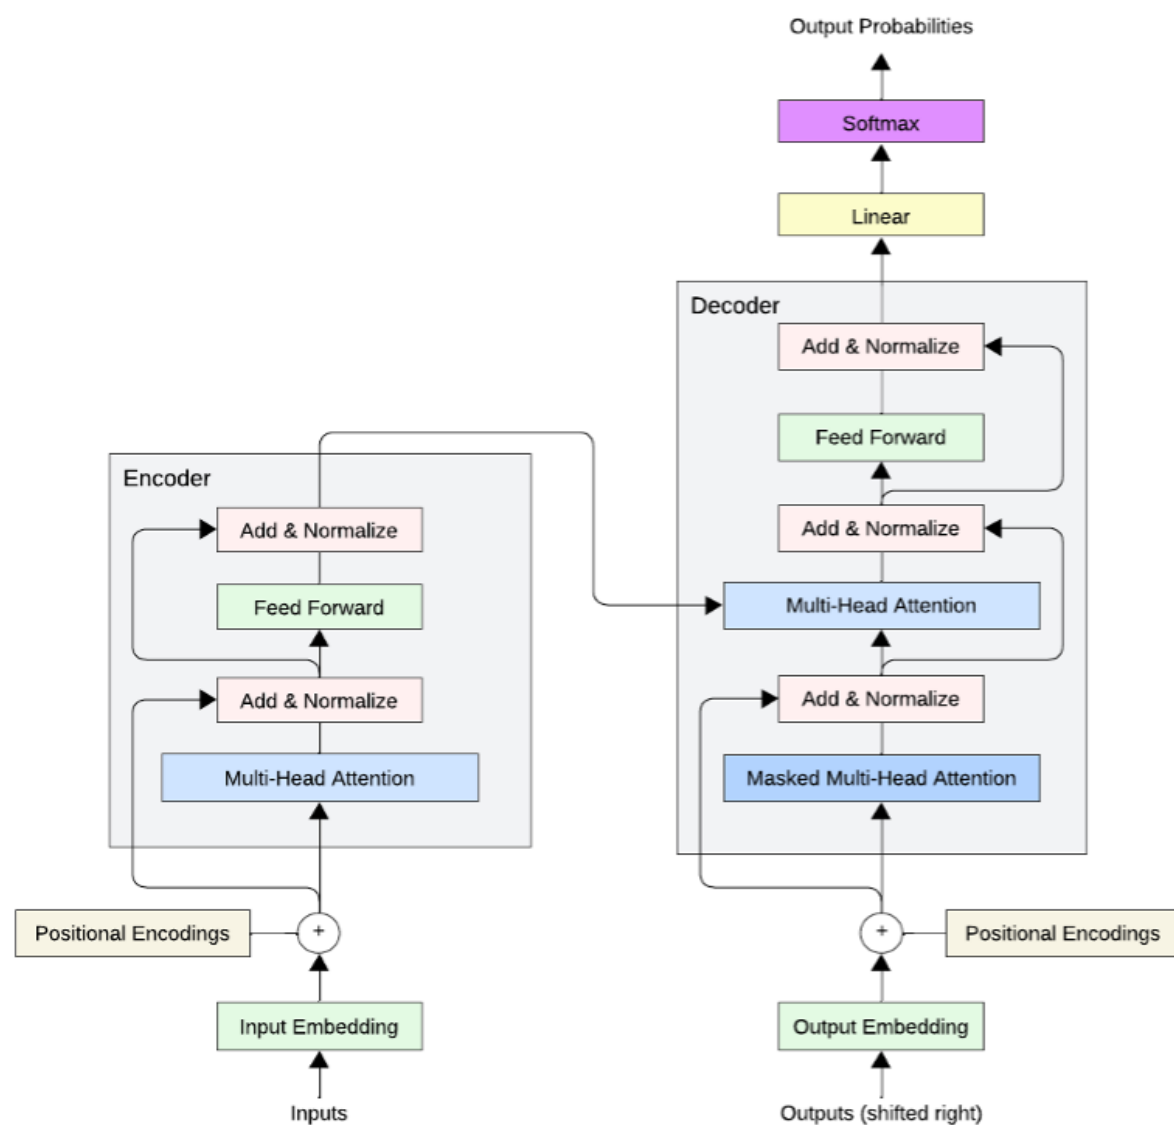 Output Probabilities
Softmax
Linear
Decoder
Add & Normalize
Feed Forward
Add & Normalize
Multi-Head Attention
Add & Normalize
Masked Multi-Head Attention
Encoder
Add & Normalize
Feed Forward
Add & Normalize
Multi-Head Attention
Positional Encodings
+
+
Positional Encodings
Input Embedding
Output Embedding
Inputs
Outputs (shifted right)